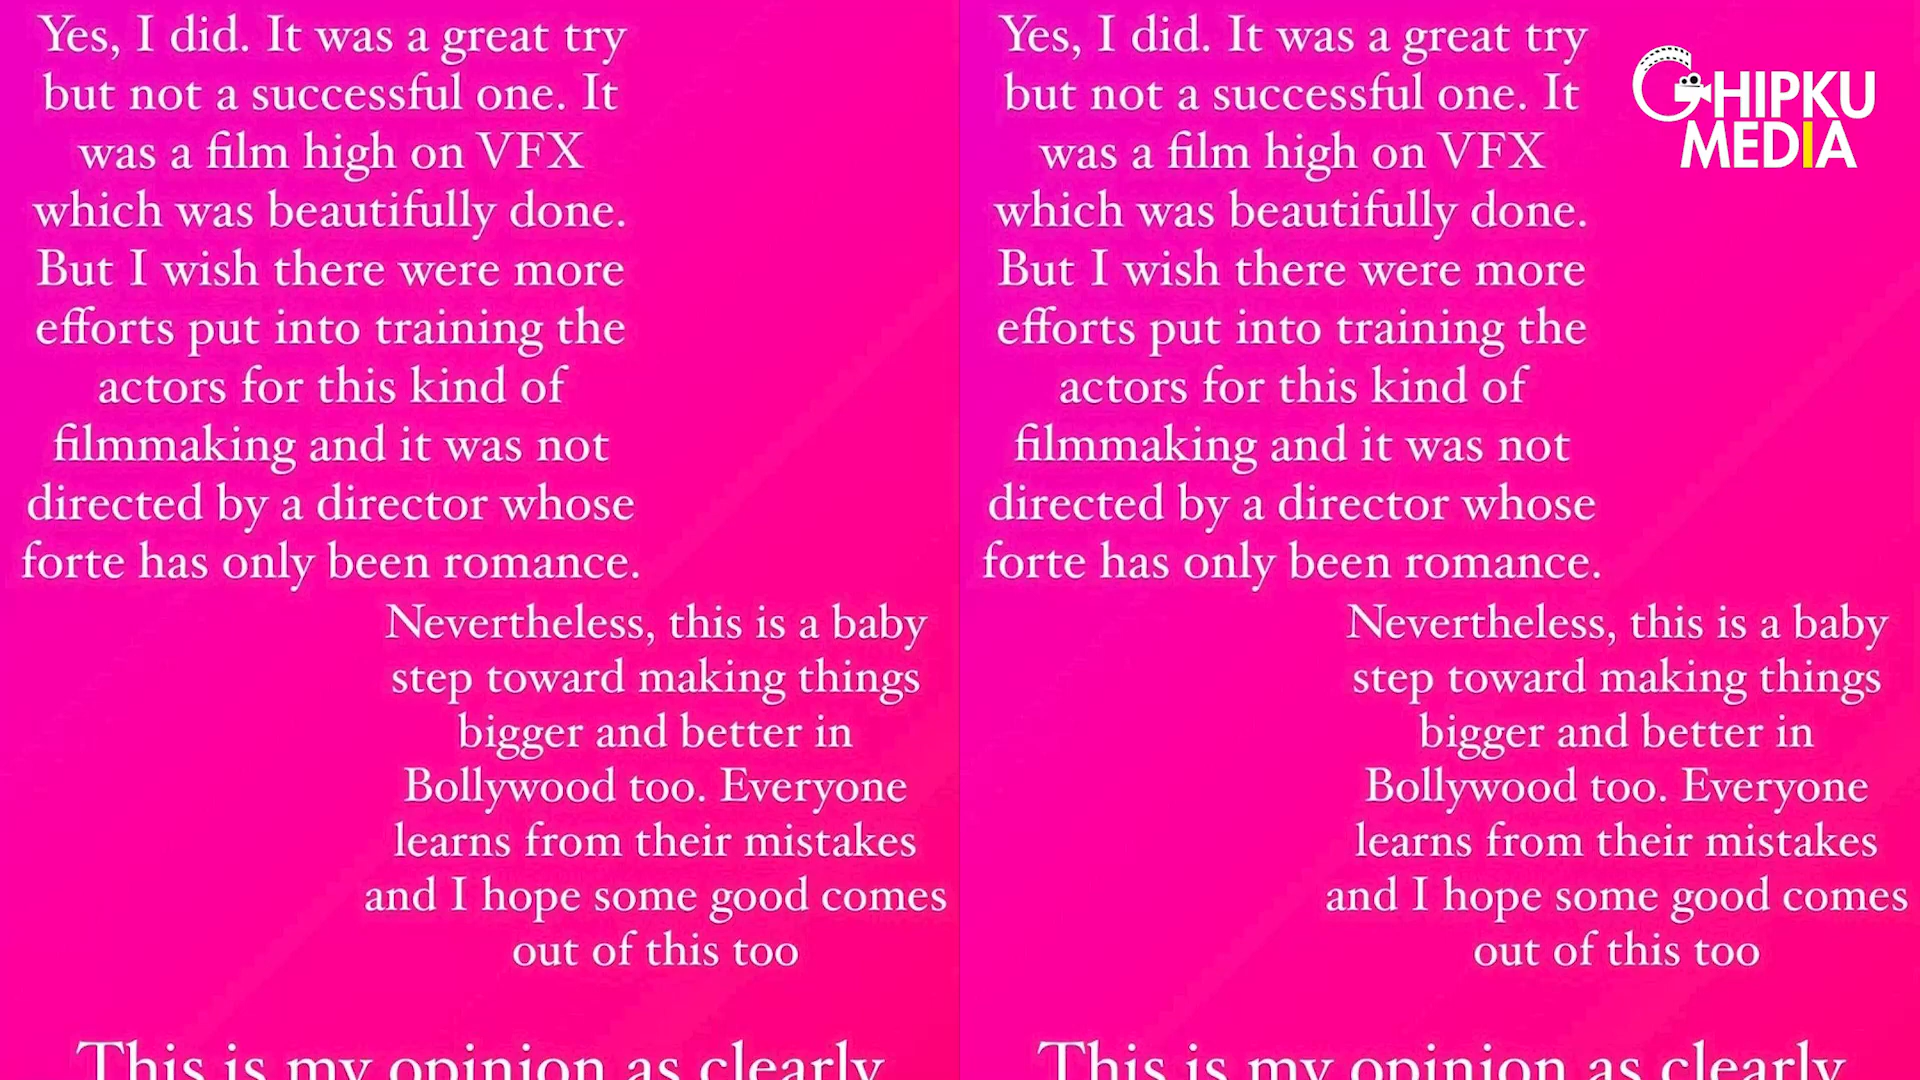 Yes, I did. It was a great try
but not a successful one. It
was a film high on VFX
which was beautifully done.
But I wish there were more
efforts put into training the
actors for this kind of
filmmaking and it was not
directed by a director whose
forte has only been romance.
Nevertheless, this is a baby
step toward making things
bigger and better in
Bollywood too. Everyone
learns from their mistakes
and I hope some good comes
out of this too
This is my opinion as clearly
Yes, I did. It was a great try
but not a successful one. It
was a film high on VFX
which was beautifully done.
But I wish there were more
efforts put into training the
actors for this kind of
filmmaking and it was not
directed by a director whose
forte has only been romance.
Nevertheless, this is a baby
step toward making things
bigger and better in
Bollywood too. Everyone
learns from their mistakes
and I hope some good comes
out of this too
This is my opinion as clearly
CHIPKU
MEDIA